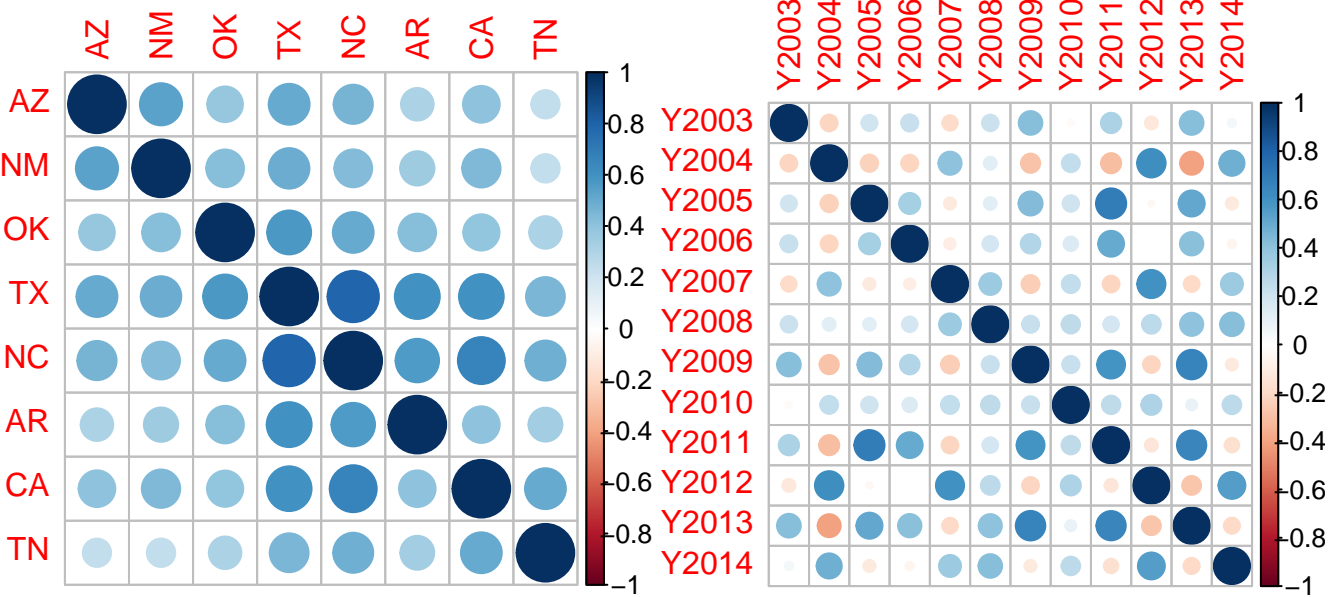 AZ NM OK TX NC AR CA TN
AZ
NM
OK
TX
NC
AR
CA
TN
1
0.8
0.6
0.4
0.2
0
−0.2
−0.4
−0.6
−0.8
−1
Y2003 Y2004 Y2005 Y2006 Y2007 Y2008 Y2009 Y2010 Y2011 Y2012 Y2013 Y2014
Y2003
Y2004
Y2005
Y2006
Y2007
Y2008
Y2009
Y2010
Y2011
Y2012
Y2013
Y2014
1
0.8
0.6
0.4
0.2
0
−0.2
−0.4
−0.6
−0.8
−1